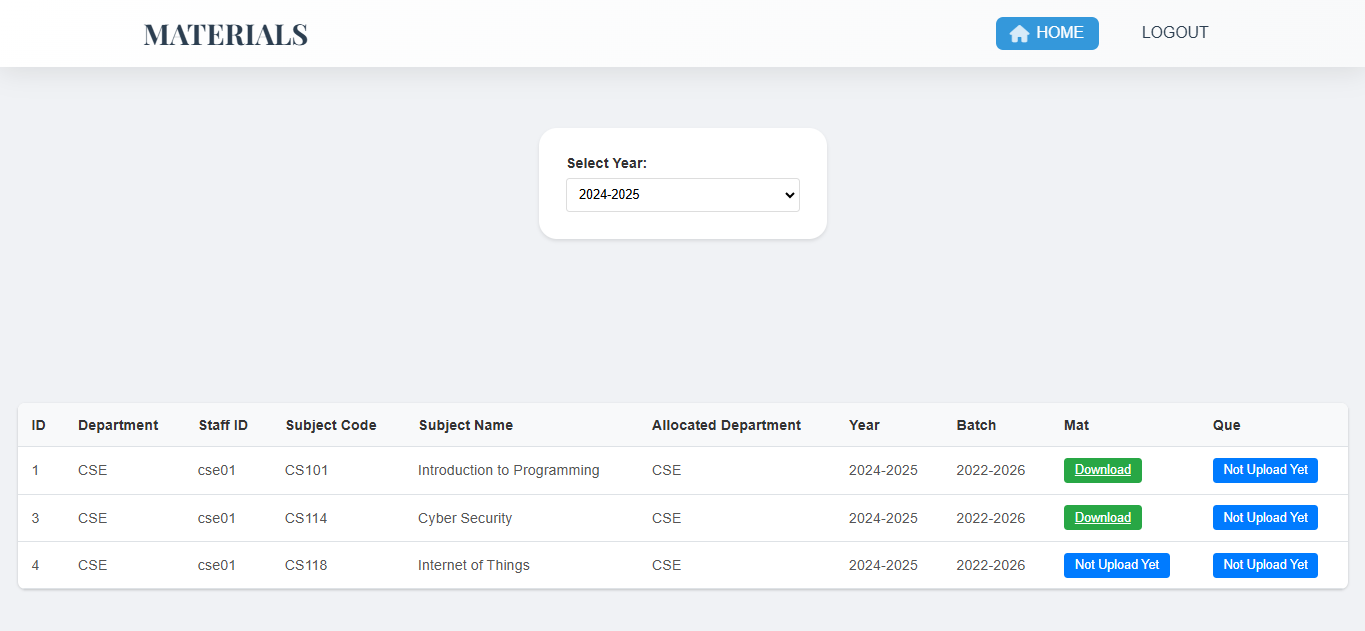 MATERIALS HOME LOGOUT
Select Year:
2024-2025
ID Department Staff ID Subject Code Subject Name Allocated Department Year Batch Mat Que
1 CSE cse01 CS101 Introduction to Programming CSE 2024-2025 2022-2026 Download Not Upload Yet
3 CSE cse01 CS114 Cyber Security CSE 2024-2025 2022-2026 Download Not Upload Yet
4 CSE cse01 CS118 Internet of Things CSE 2024-2025 2022-2026 Not Upload Yet Not Upload Yet